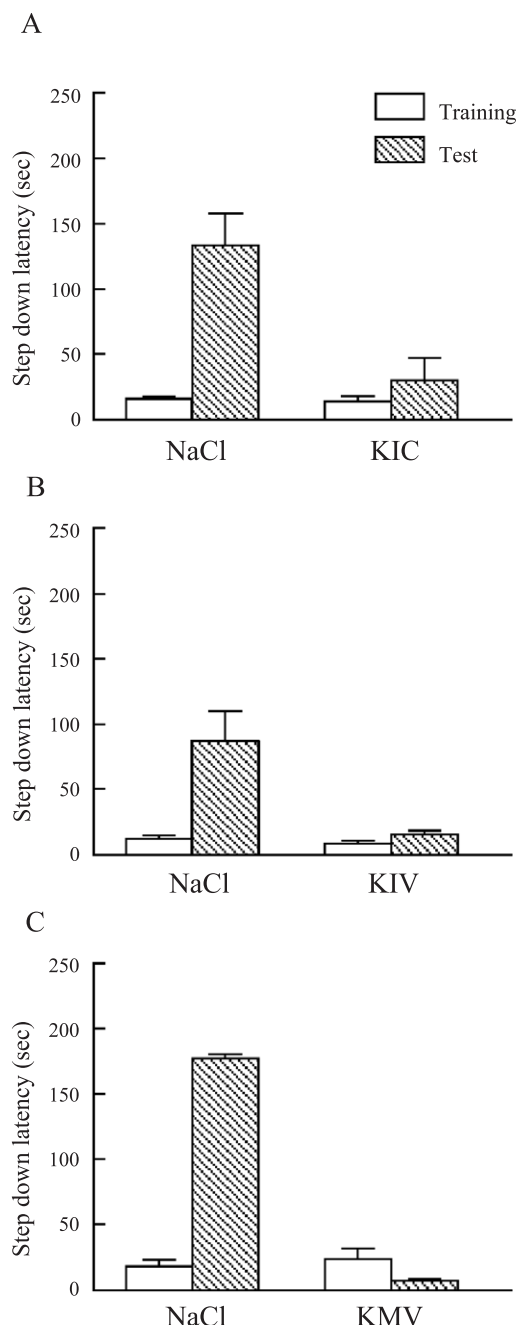 A
Step down latency (sec)
250
200
150
100
50
0
Training
Test
NaCl KIC
B
Step down latency (sec)
250
200
150
100
50
0
NaCl KIV
C
Step down latency (sec)
250
200
150
100
50
0
NaCl KMV